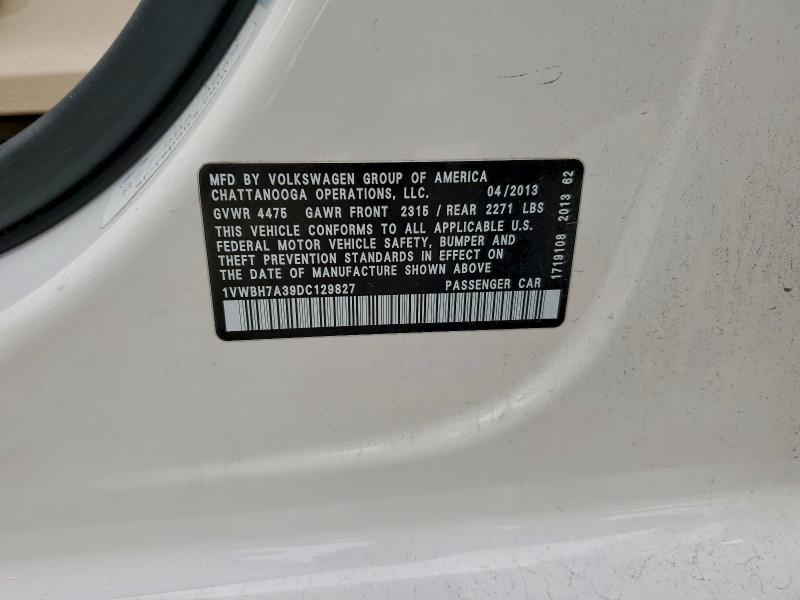 MFD BY VOLKSWAGEN GROUP OF AMERICA
CHATTANOOGA OPERATIONS, LLC. 04/2013
GVWR 4475 GAWR FRONT 2315 / REAR 2271 LBS
THIS VEHICLE CONFORMS TO ALL APPLICABLE U.S.
FEDERAL MOTOR VEHICLE SAFETY, BUMPER AND
THEFT PREVENTION STANDARDS IN EFFECT ON
THE DATE OF MANUFACTURE SHOWN ABOVE
1VWBH7A39DC129827 PASSENGER CAR
1719108 2013 62